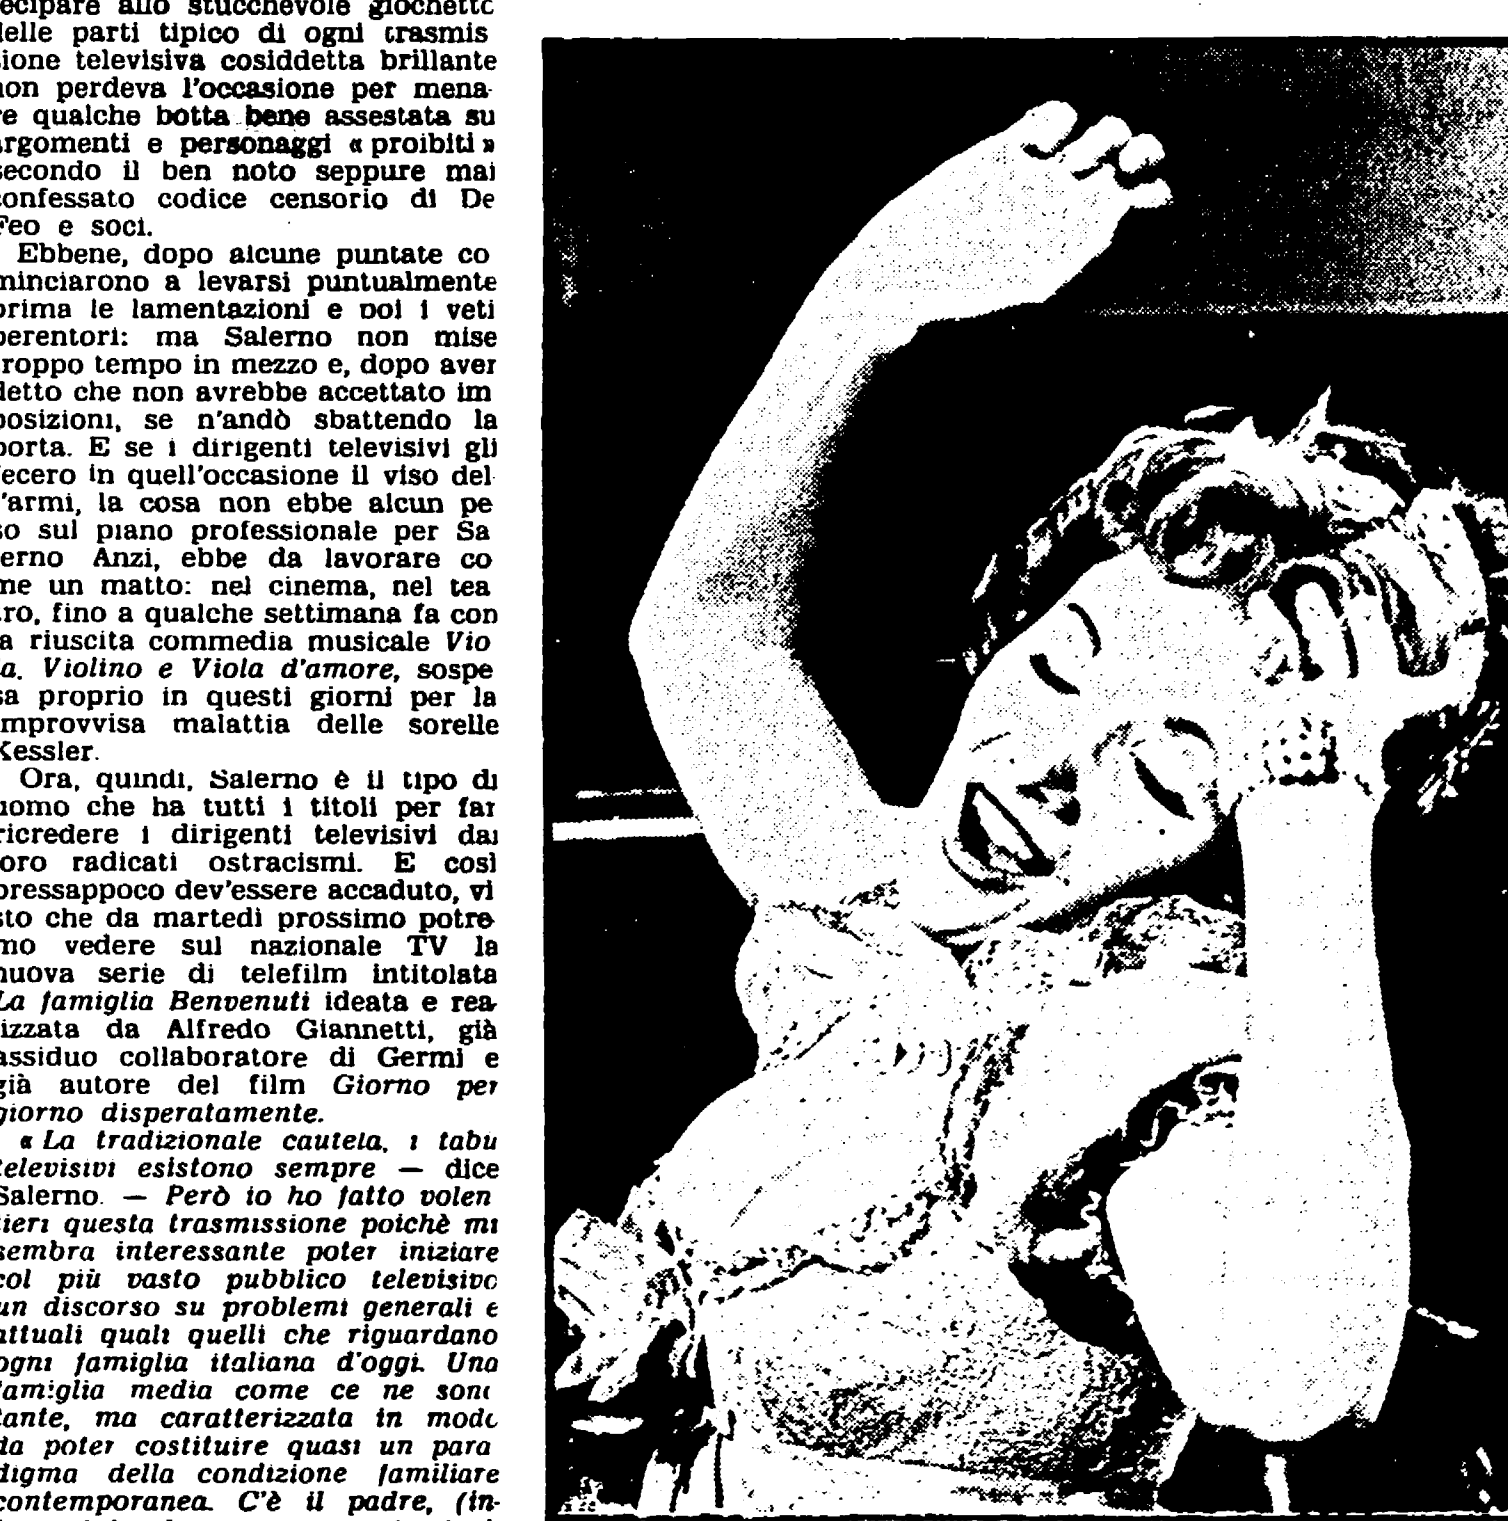 ecipare allo stucchevole giochetto
delle parti tipico di ogni trasmis
sione televisiva cosiddetta brillante
non perdeva l'occasione per mena-
re qualche botta bene assestata su
argomenti e personaggi « proibiti »
secondo il ben noto seppure mai
confessato codice censorio di De
Feo e soci.
Ebbene, dopo alcune puntate co
minciarono a levarsi puntualmente
prima le lamentazioni e poi i veti
perentori: ma Salerno non mise
troppo tempo in mezzo e, dopo aver
detto che non avrebbe accettato im
posizioni, se n'andò sbattendo la
porta. E se i dirigenti televisivi gli
fecero in quell'occasione il viso del-
l'armi, la cosa non ebbe alcun pe
so sul piano professionale per Sa
lerno Anzi, ebbe da lavorare co
me un matto: nel cinema, nel tea
tro, fino a qualche settimana fa con
la riuscita commedia musicale Vio
la, Violino e Viola d'amore, sospe
sa proprio in questi giorni per la
improvvisa malattia delle sorelle
Kessler.
Ora, quindi, Salerno è il tipo di
uomo che ha tutti i titoli per far
ricredere i dirigenti televisivi dai
loro radicati ostracismi. E così
pressappoco dev'essere accaduto, vi
sto che da martedì prossimo potre-
mo vedere sul nazionale TV la
nuova serie di telefilm intitolata
La famiglia Benvenuti ideata e rea-
lizzata da Alfredo Giannetti, già
assiduo collaboratore di Germi e
già autore del film Giorno per
giorno disperatamente.
« La tradizionale cautela, i tabù
televisivi esistono sempre — dice
Salerno. — Però io ho fatto volen
tieri questa trasmissione poichè mi
sembra interessante poter iniziare
col più vasto pubblico televisivo
un discorso su problemi generali e
attuali quali quelli che riguardano
ogni famiglia italiana d'oggi. Una
famiglia media come ce ne sono
tante, ma caratterizzata in modo
da poter costituire quasi un para
digma della condizione familiare
contemporanea. C'è il padre, (in-